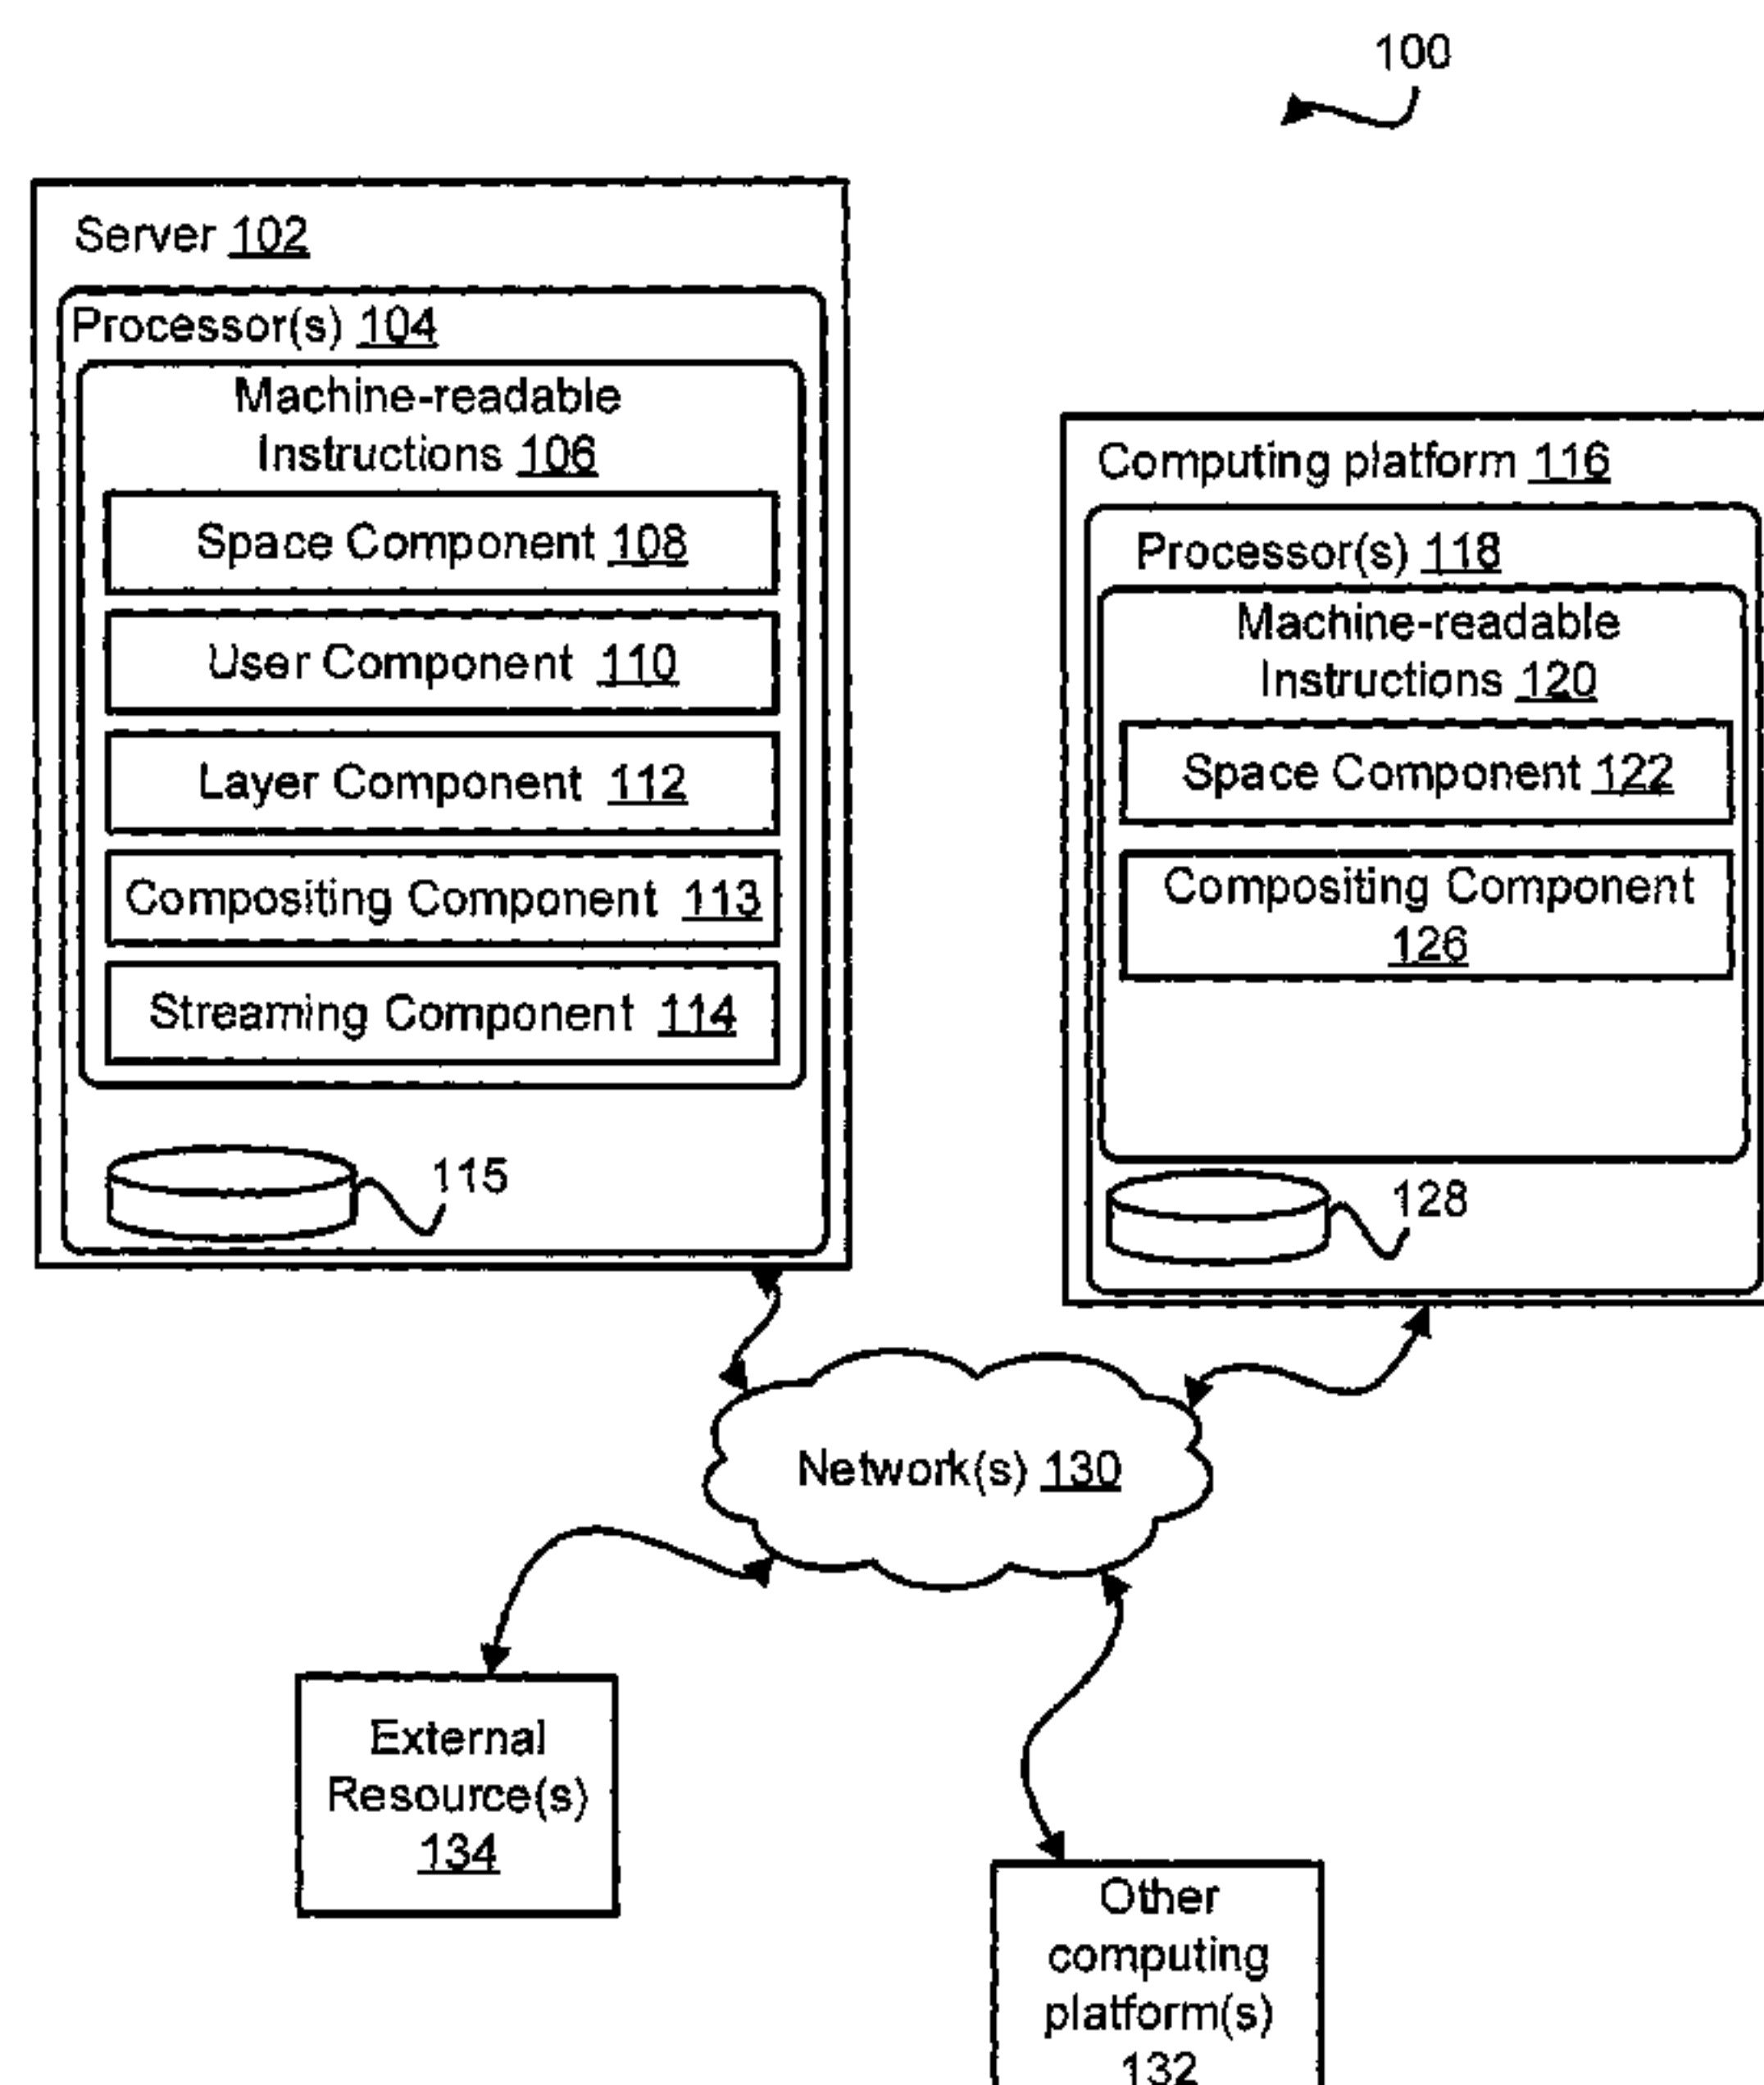 100
Server 102
Processor(s) 104
Machine-readable
Instructions 106
Space Component 108
User Component 110
Layer Component 112
Compositing Component 113
Streaming Component 114
115
Computing platform 116
Processor(s) 118
Machine-readable
Instructions 120
Space Component 122
Compositing Component
126
128
Network(s) 130
External
Resource(s)
134
Other
computing
platform(s)
132